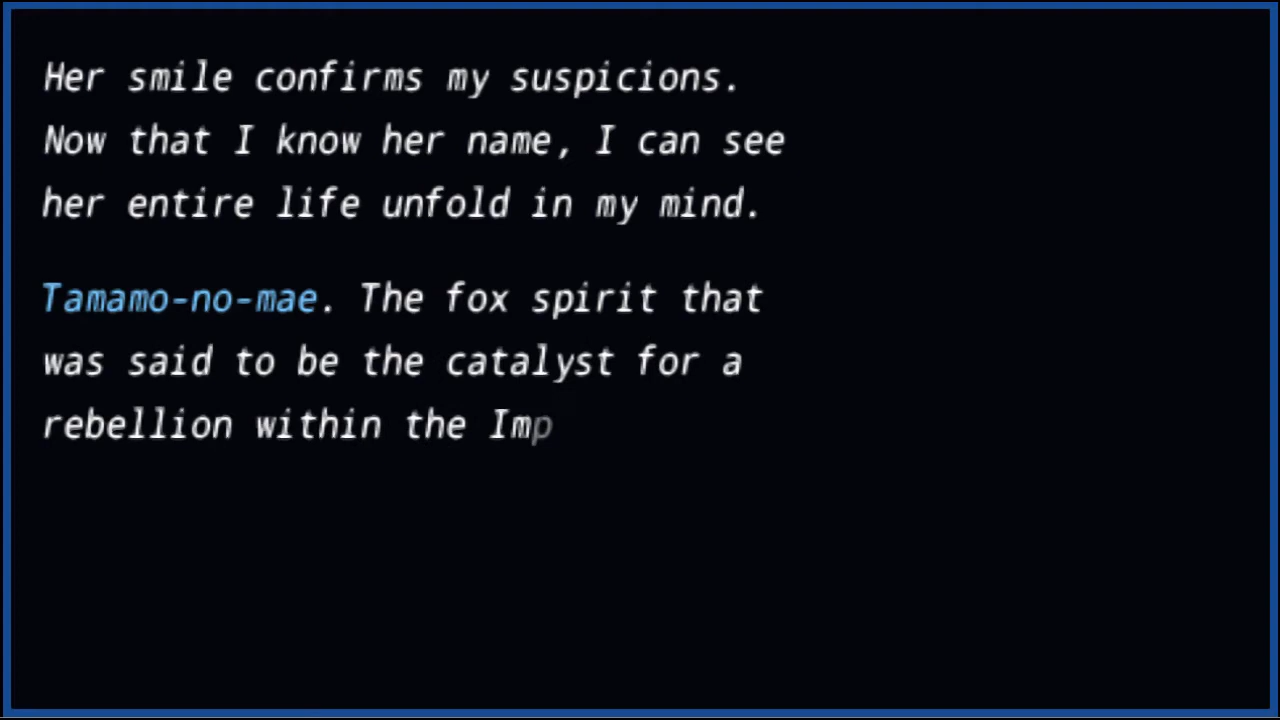 Her smile confirms my suspicions.
Now that I know her name, I can see
her entire life unfold in my mind.
Tamamo-no-mae. The fox spirit that
was said to be the catalyst for a
rebellion within the Imp